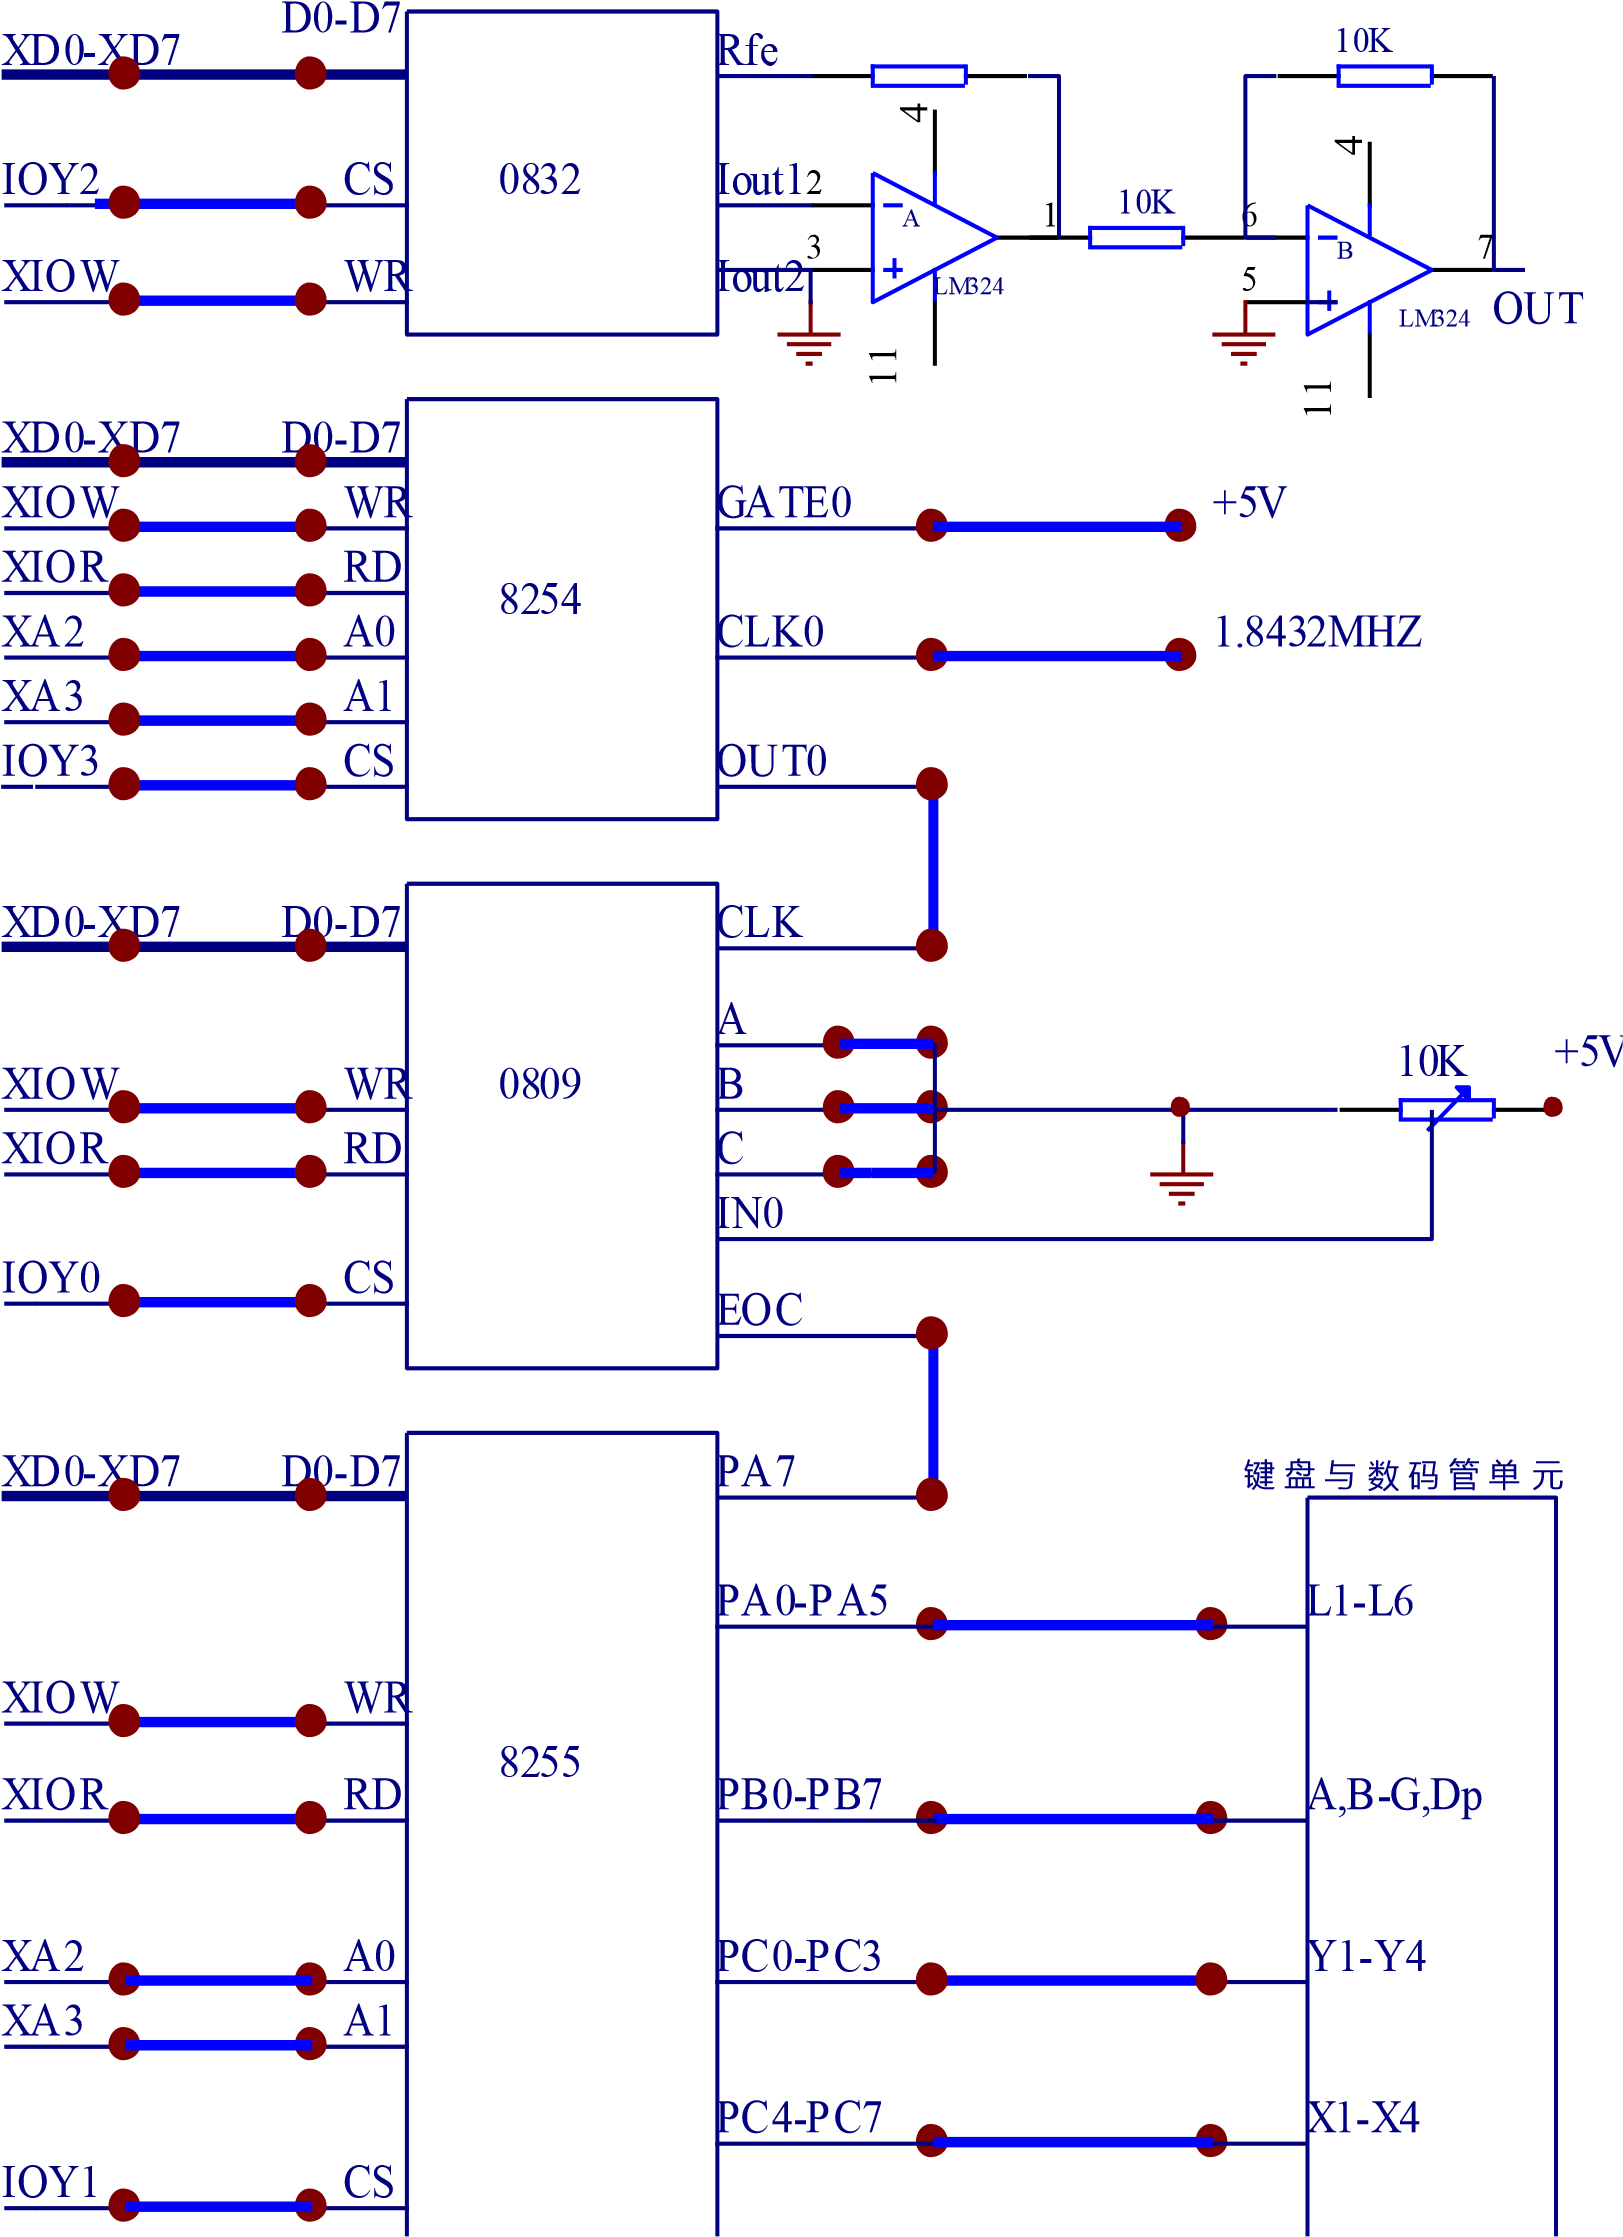 D0-D7
XD0-XD7
Rfe
10K
4
4
IOY2 CS 0832 Iout1 2
A 1 10K 6
3 B 7
XIOW WR Iout2 LM324 5
LM324 OUT
11
11
XD0-XD7 D0-D7
XIOW WR GATE0 +5V
XIOR RD
8254
XA2 A0 CLK0 1.8432MHZ
XA3 A1
IOY3 CS OUT0
XD0-XD7 D0-D7 CLK
A
10K +5V
XIOW WR 0809 B
XIOR RD C
IN0
IOY0 CS
EOC
XD0-XD7 D0-D7 PA7 键盘与数码管单元
PA0-PA5 L1-L6
XIOW WR
8255
XIOR RD PB0-PB7 A,B-G,Dp
XA2 A0 PC0-PC3 Y1-Y4
XA3 A1
PC4-PC7 X1-X4
IOY1 CS